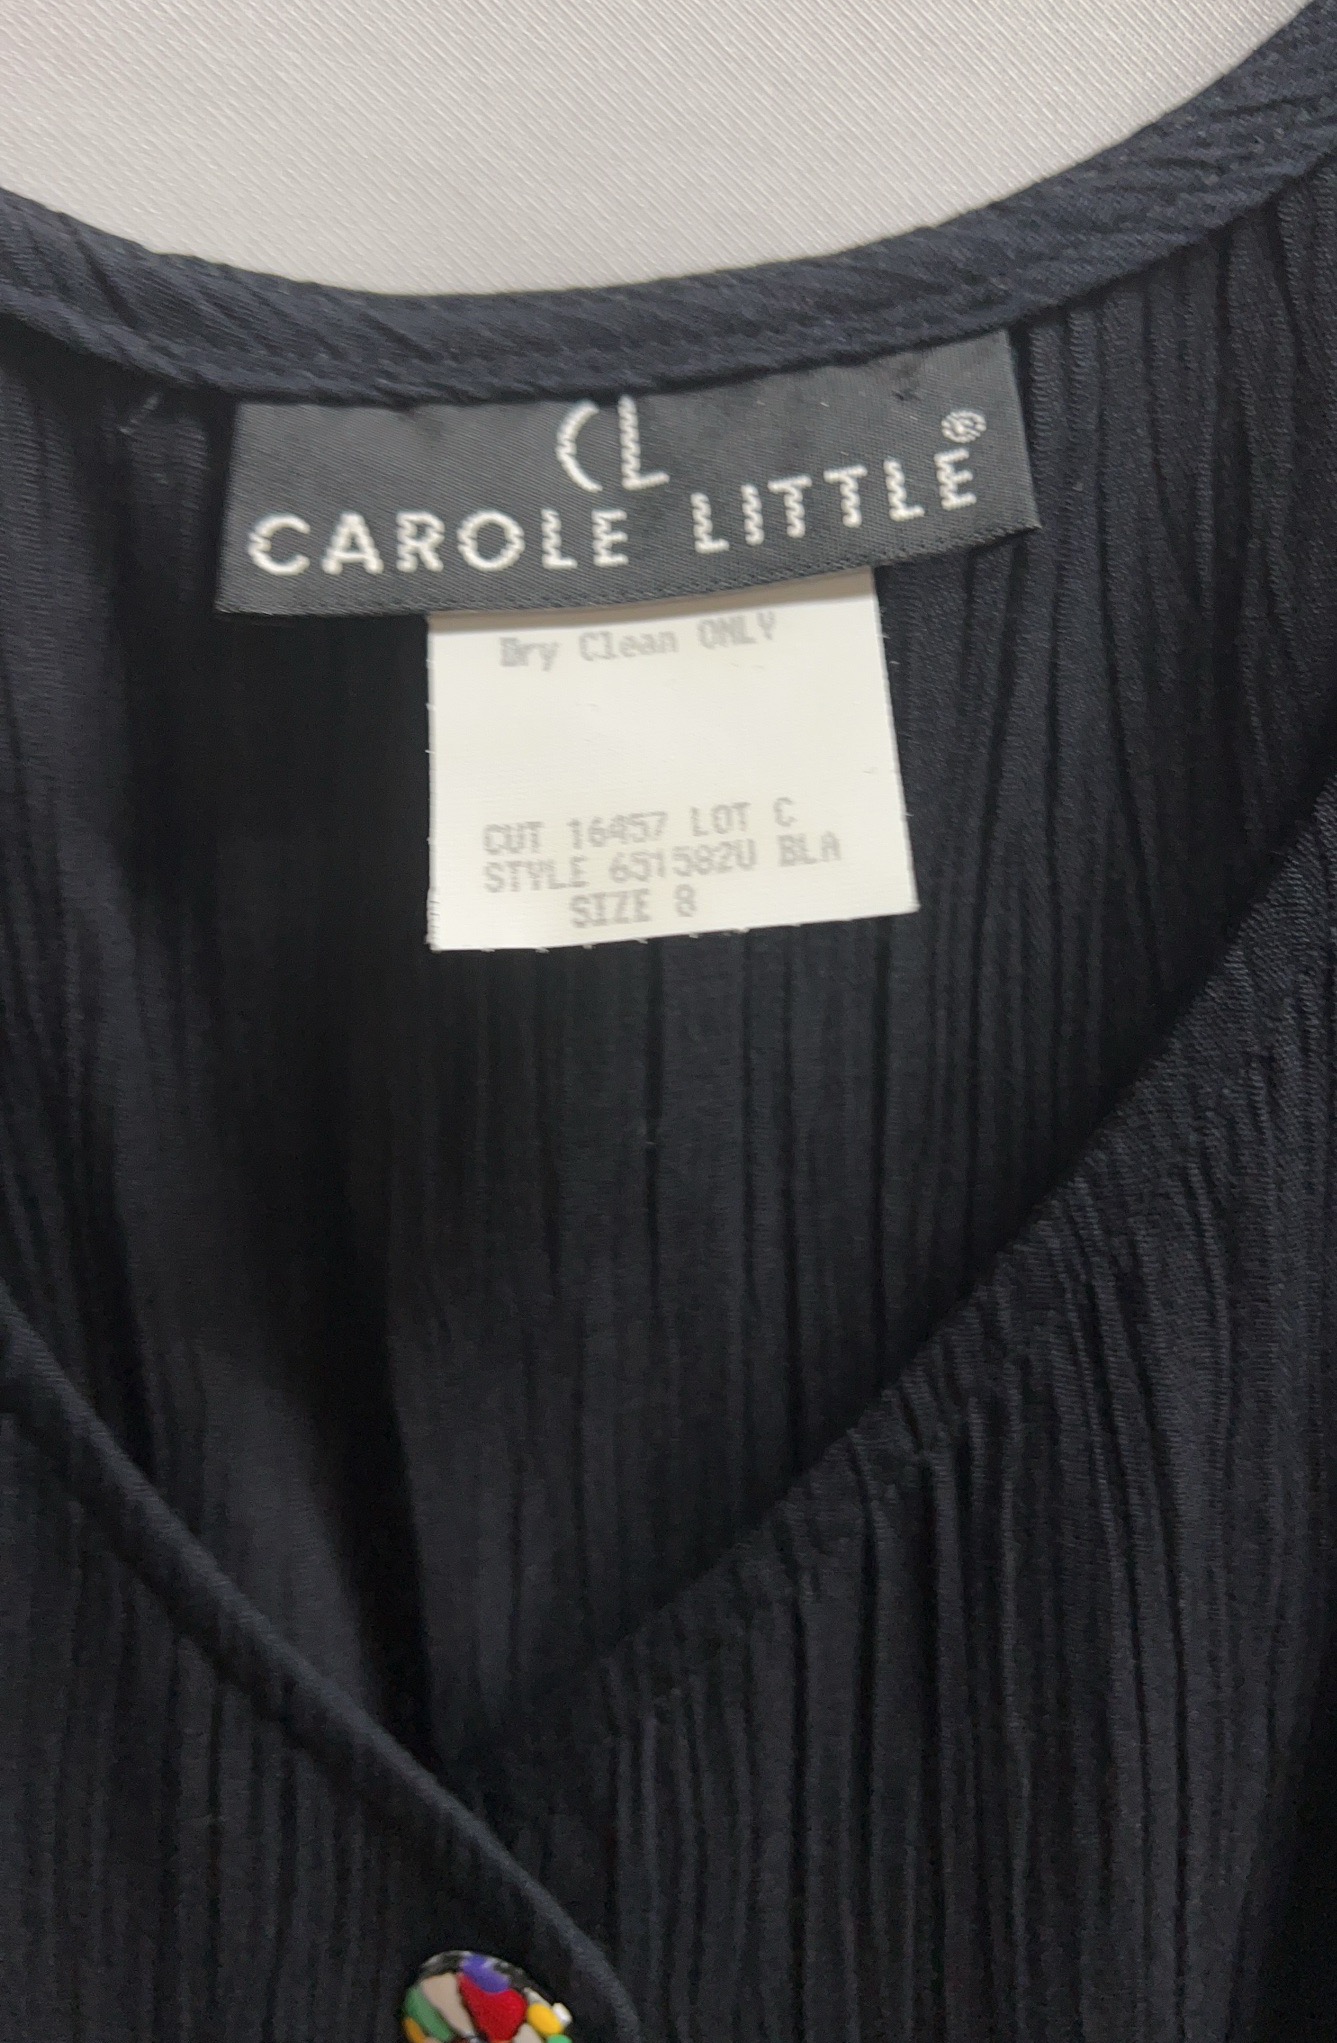 CL
CAROLE LITTLE®
Dry Clean ONLY
CUT 16457 LOT C
STYLE 651582U BLA
SIZE 8